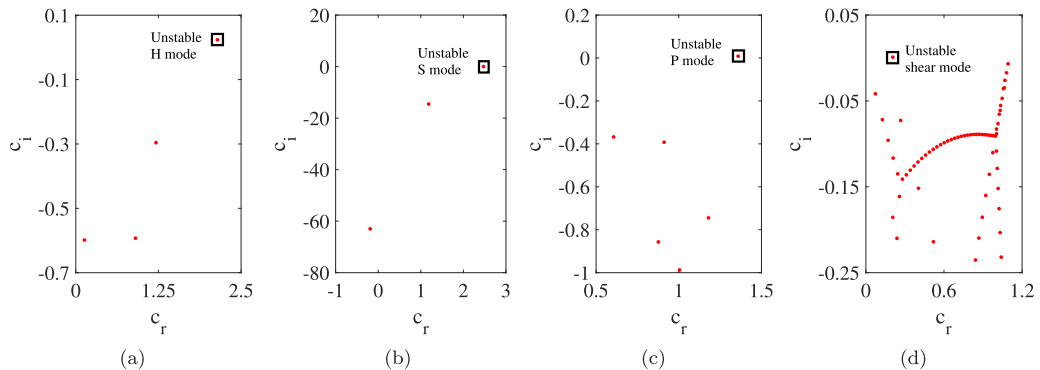 0.1
-0.1
-0.3
-0.5
-0.7
0
1.25
2.5
c_i
c_r
Unstable
H mode
(a)
20
0
-20
-40
-60
-80
-1
0
1
2
3
c_i
c_r
Unstable
S mode
(b)
0.2
0
-0.2
-0.4
-0.6
-0.8
-1
0.5
1
1.5
c_i
c_r
Unstable
P mode
(c)
0.05
-0.05
-0.15
-0.25
0
0.6
1.2
c_i
c_r
Unstable
shear mode
(d)